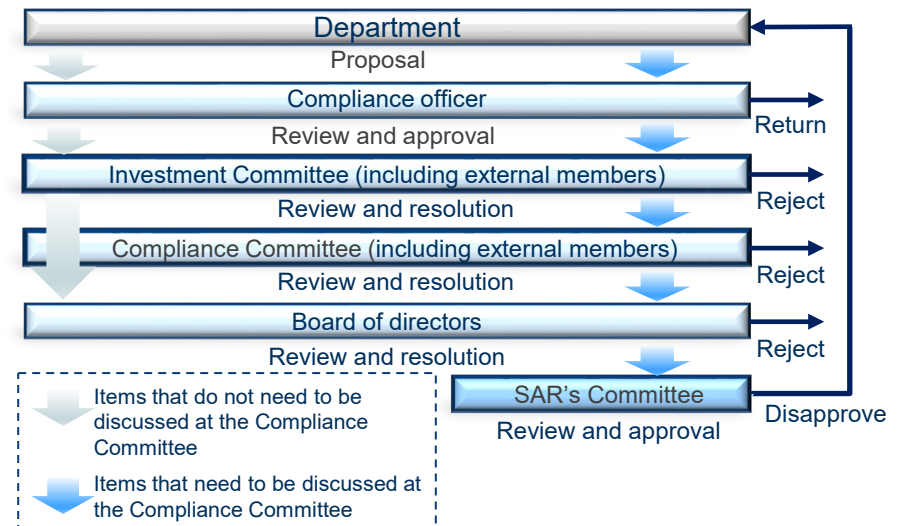 Department
Proposal
Compliance officer
Return
Review and approval
Investment Committee (including external members)
Reject
Review and resolution
Compliance Committee (including external members)
Reject
Review and resolution
Board of directors
Reject
Review and resolution
SAR's Committee
Disapprove
Review and approval
Items that do not need to be
discussed at the Compliance
Committee
Items that need to be discussed at
the Compliance Committee